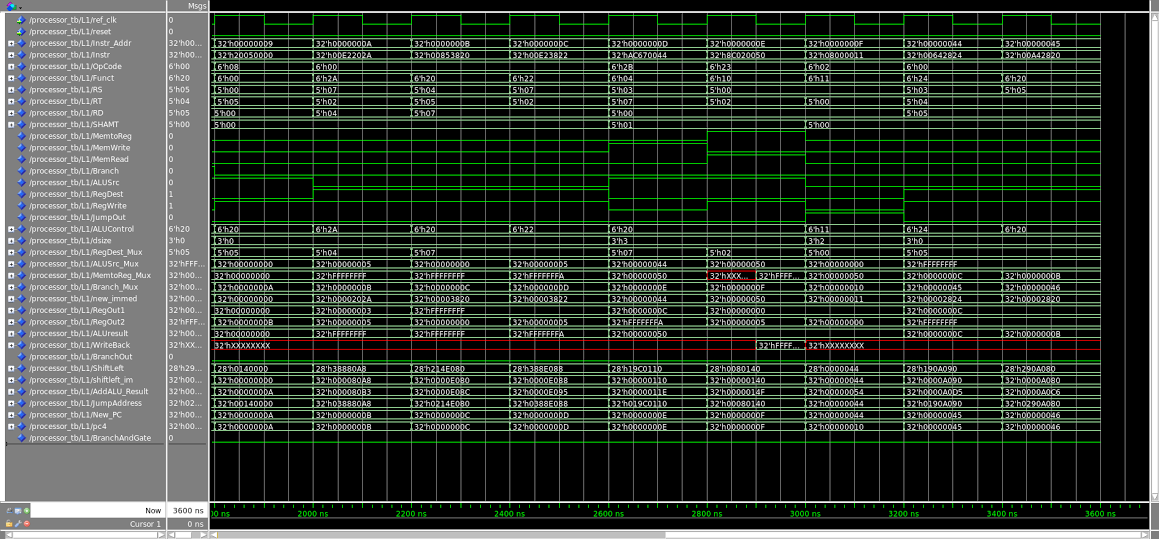 Msgs
/processor_tb/L1/ref_clk 0
/processor_tb/L1/reset 0
/processor_tb/L1/Instr_Addr 32'h00... 32'h00000009 32'h0000000A 32'h0000000B 32'h0000000C 32'h0000000D 32'h0000000E 32'h0000000F 32'h00000044 32'h00000045
/processor_tb/L1/Instr 32'h00... 32'h20050000 32'h00E2202A 32'h00853820 32'h00E23822 32'hAC670044 32'h8C020050 32'h08000011 32'h00642824 32'h00A42820
/processor_tb/L1/OpCode 6'h00 6'h08 6'h00 6'h2B 6'h23 6'h02 6'h00
/processor_tb/L1/Funct 6'h20 6'h00 6'h2A 6'h20 6'h22 6'h04 6'h10 6'h11 6'h24 6'h20
/processor_tb/L1/RS 5'h05 5'h00 5'h07 5'h04 5'h07 5'h03 5'h00 5'h03 5'h05
/processor_tb/L1/RT 5'h04 5'h05 5'h02 5'h05 5'h02 5'h07 5'h02 5'h00 5'h04
/processor_tb/L1/RD 5'h05 5'h00 5'h04 5'h07 5'h00 5'h05
/processor_tb/L1/SHAMT 5'h00 5'h00 5'h01 5'h00
/processor_tb/L1/MemtoReg 0
/processor_tb/L1/MemWrite 0
/processor_tb/L1/MemRead 0
/processor_tb/L1/Branch 0
/processor_tb/L1/ALUSrc 0
/processor_tb/L1/RegDest 1
/processor_tb/L1/RegWrite 1
/processor_tb/L1/JumpOut 0
/processor_tb/L1/ALUControl 6'h20 6'h20 6'h2A 6'h20 6'h22 6'h20 6'h11 6'h24 6'h20
/processor_tb/L1/dsize 3'h0 3'h0 3'h3 3'h2 3'h0
/processor_tb/L1/RegDest_Mux 5'h05 5'h05 5'h04 5'h07 5'h07 5'h02 5'h00 5'h05
/processor_tb/L1/ALUSrc_Mux 32'hFFF... 32'h00000000 32'h00000005 32'h00000000 32'h00000005 32'h00000044 32'h00000050 32'h00000000 32'hFFFFFFFF
/processor_tb/L1/MemtoReg_Mux 32'h00... 32'h00000000 32'hFFFFFFFF 32'hFFFFFFFF 32'hFFFFFFFA 32'h00000050 32'hXXX... 32'hFFFF... 32'h00000050 32'h0000000C 32'h0000000B
/processor_tb/L1/Branch_Mux 32'h00... 32'h0000000A 32'h0000000B 32'h0000000C 32'h0000000D 32'h0000000E 32'h0000000F 32'h00000010 32'h00000045 32'h00000046
/processor_tb/L1/new_immed 32'h00... 32'h00000000 32'h0000202A 32'h00003820 32'h00003822 32'h00000044 32'h00000050 32'h00000011 32'h00002824 32'h00002820
/processor_tb/L1/RegOut1 32'h00... 32'h00000000 32'h00000003 32'hFFFFFFFF 32'h0000000C 32'h00000000 32'h0000000C
/processor_tb/L1/RegOut2 32'hFFF... 32'h0000000B 32'h00000005 32'h00000000 32'h00000005 32'hFFFFFFFA 32'h00000005 32'h00000000 32'hFFFFFFFF
/processor_tb/L1/ALUresult 32'h00... 32'h00000000 32'hFFFFFFFF 32'hFFFFFFFF 32'hFFFFFFFA 32'h00000050 32'h0000000C 32'h0000000B
/processor_tb/L1/WriteBack 32'hXX... 32'hXXXXXXXX 32'hFFFF... 32'hXXXXXXXX
/processor_tb/L1/BranchOut 0
/processor_tb/L1/ShiftLeft 28'h29... 28'h0140000 28'h38880A8 28'h214E080 28'h388E088 28'h19C0110 28'h0080140 28'h0000044 28'h190A090 28'h290A080
/processor_tb/L1/shiftleft_im 32'h00... 32'h00000000 32'h000080A8 32'h0000E080 32'h0000E088 32'h00000110 32'h00000140 32'h00000044 32'h0000A090 32'h0000A080
/processor_tb/L1/AddALU_Result 32'h00... 32'h0000000A 32'h000080B3 32'h0000E08C 32'h0000E095 32'h0000011E 32'h0000014F 32'h00000054 32'h0000A0D5 32'h0000A0C6
/processor_tb/L1/JumpAddress 32'h02... 32'h00140000 32'h038880A8 32'h0214E080 32'h0388E088 32'h019C0110 32'h00080140 32'h00000044 32'h0190A090 32'h0290A080
/processor_tb/L1/New_PC 32'h00... 32'h0000000A 32'h0000000B 32'h0000000C 32'h0000000D 32'h0000000E 32'h0000000F 32'h00000044 32'h00000045 32'h00000046
/processor_tb/L1/pc4 32'h00... 32'h0000000A 32'h0000000B 32'h0000000C 32'h0000000D 32'h0000000E 32'h0000000F 32'h00000010 32'h00000045 32'h00000046
/processor_tb/L1/BranchAndGate 0
Now 3600 ns 00 ns 2000 ns 2200 ns 2400 ns 2600 ns 2800 ns 3000 ns 3200 ns 3400 ns 3600 ns
Cursor 1 0 ns